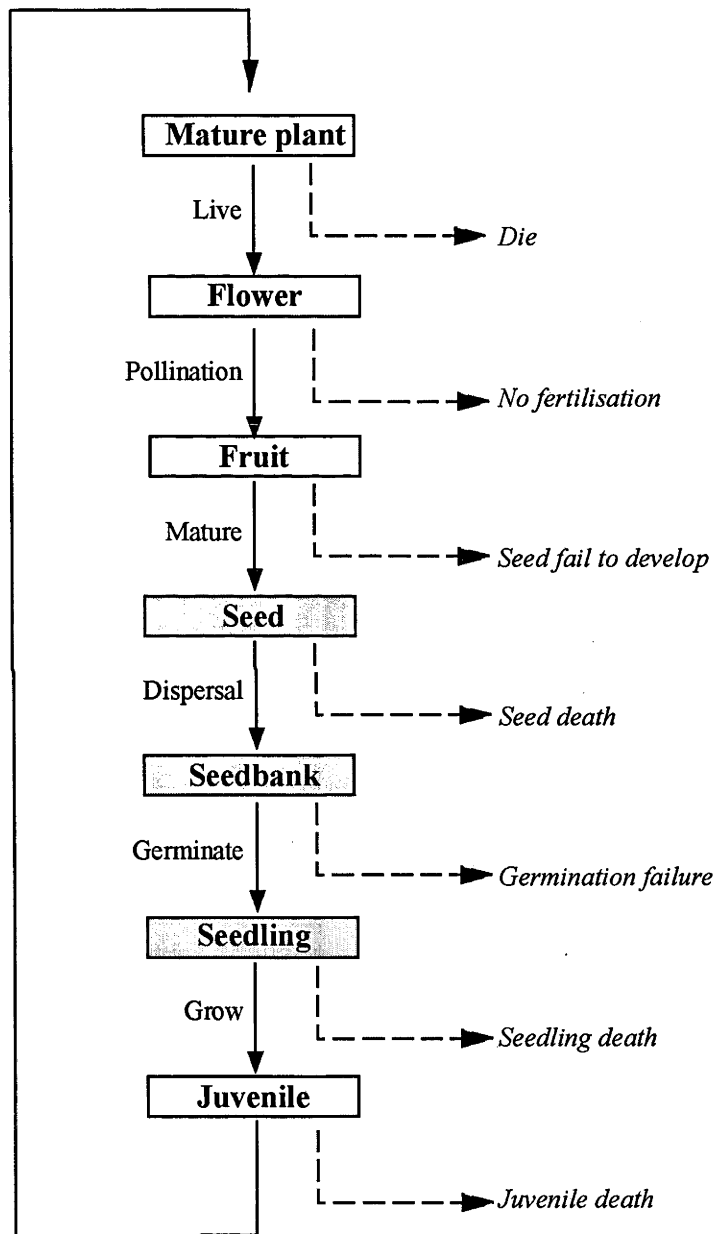 Mature plant
Live
Die
Flower
Pollination
No fertilisation
Fruit
Mature
Seed fail to develop
Seed
Dispersal
Seed death
Seedbank
Germinate
Germination failure
Seedling
Grow
Seedling death
Juvenile
Juvenile death